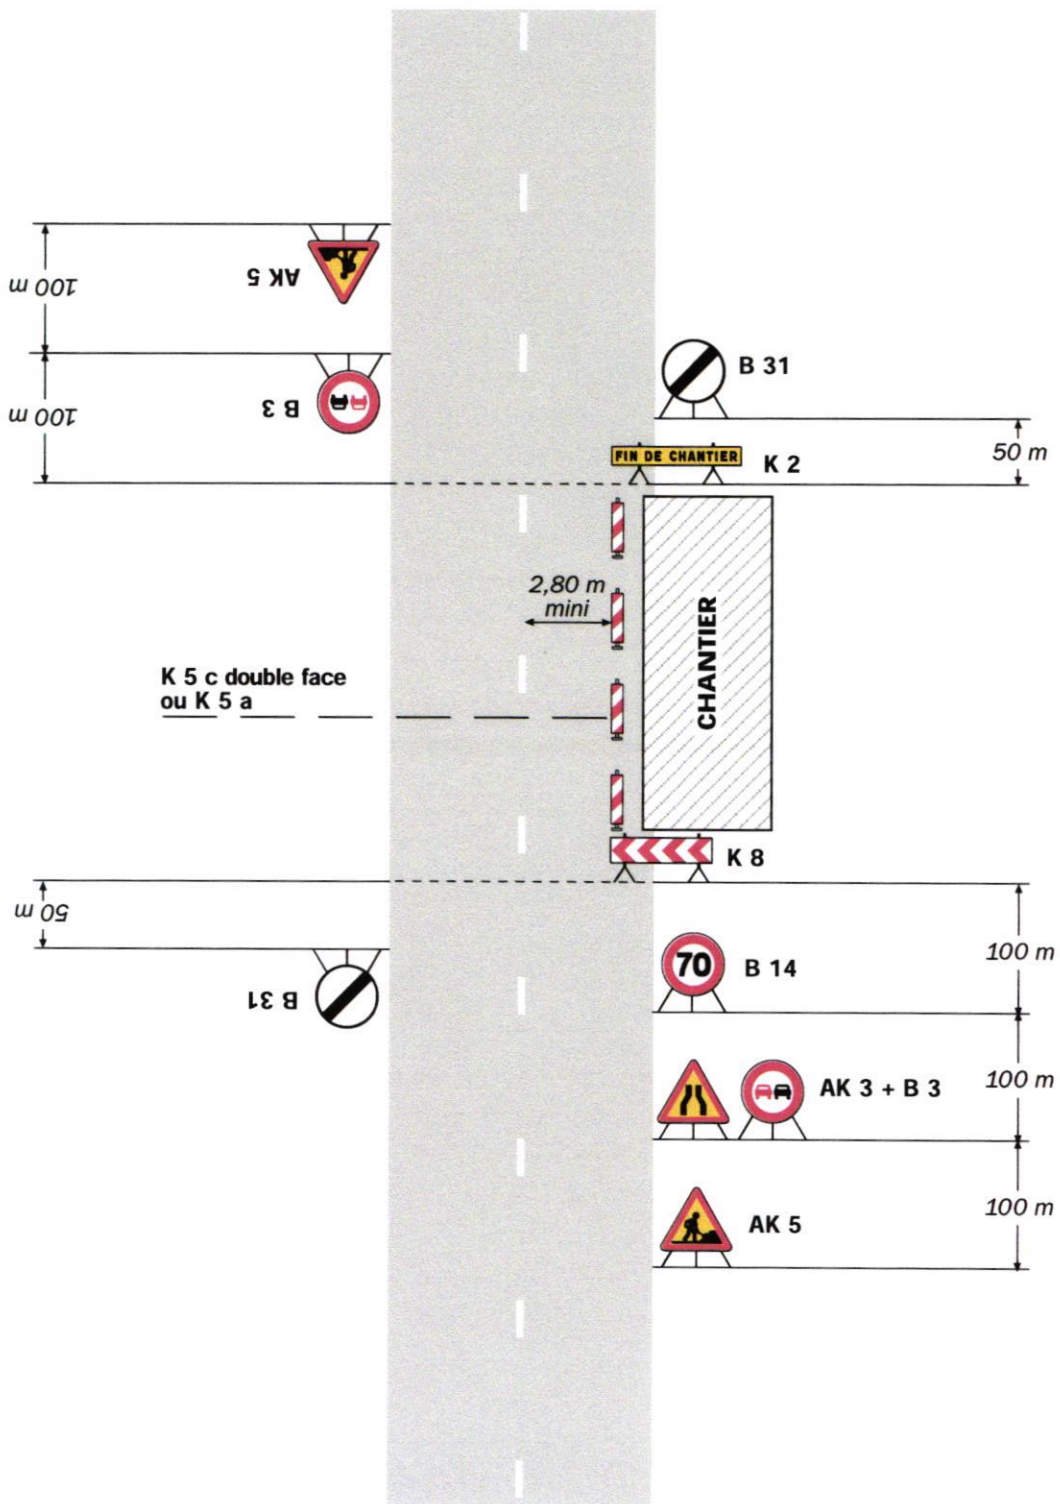 AK 5
100 m
B 3
100 m
B 31
50 m
FIN DE CHANTIER
K 2
2,80 m
mini
CHANTIER
K 5 c double face
ou K 5 a
K 8
50 m
B 31
70
B 14
100 m
AK 3 + B 3
100 m
AK 5
100 m